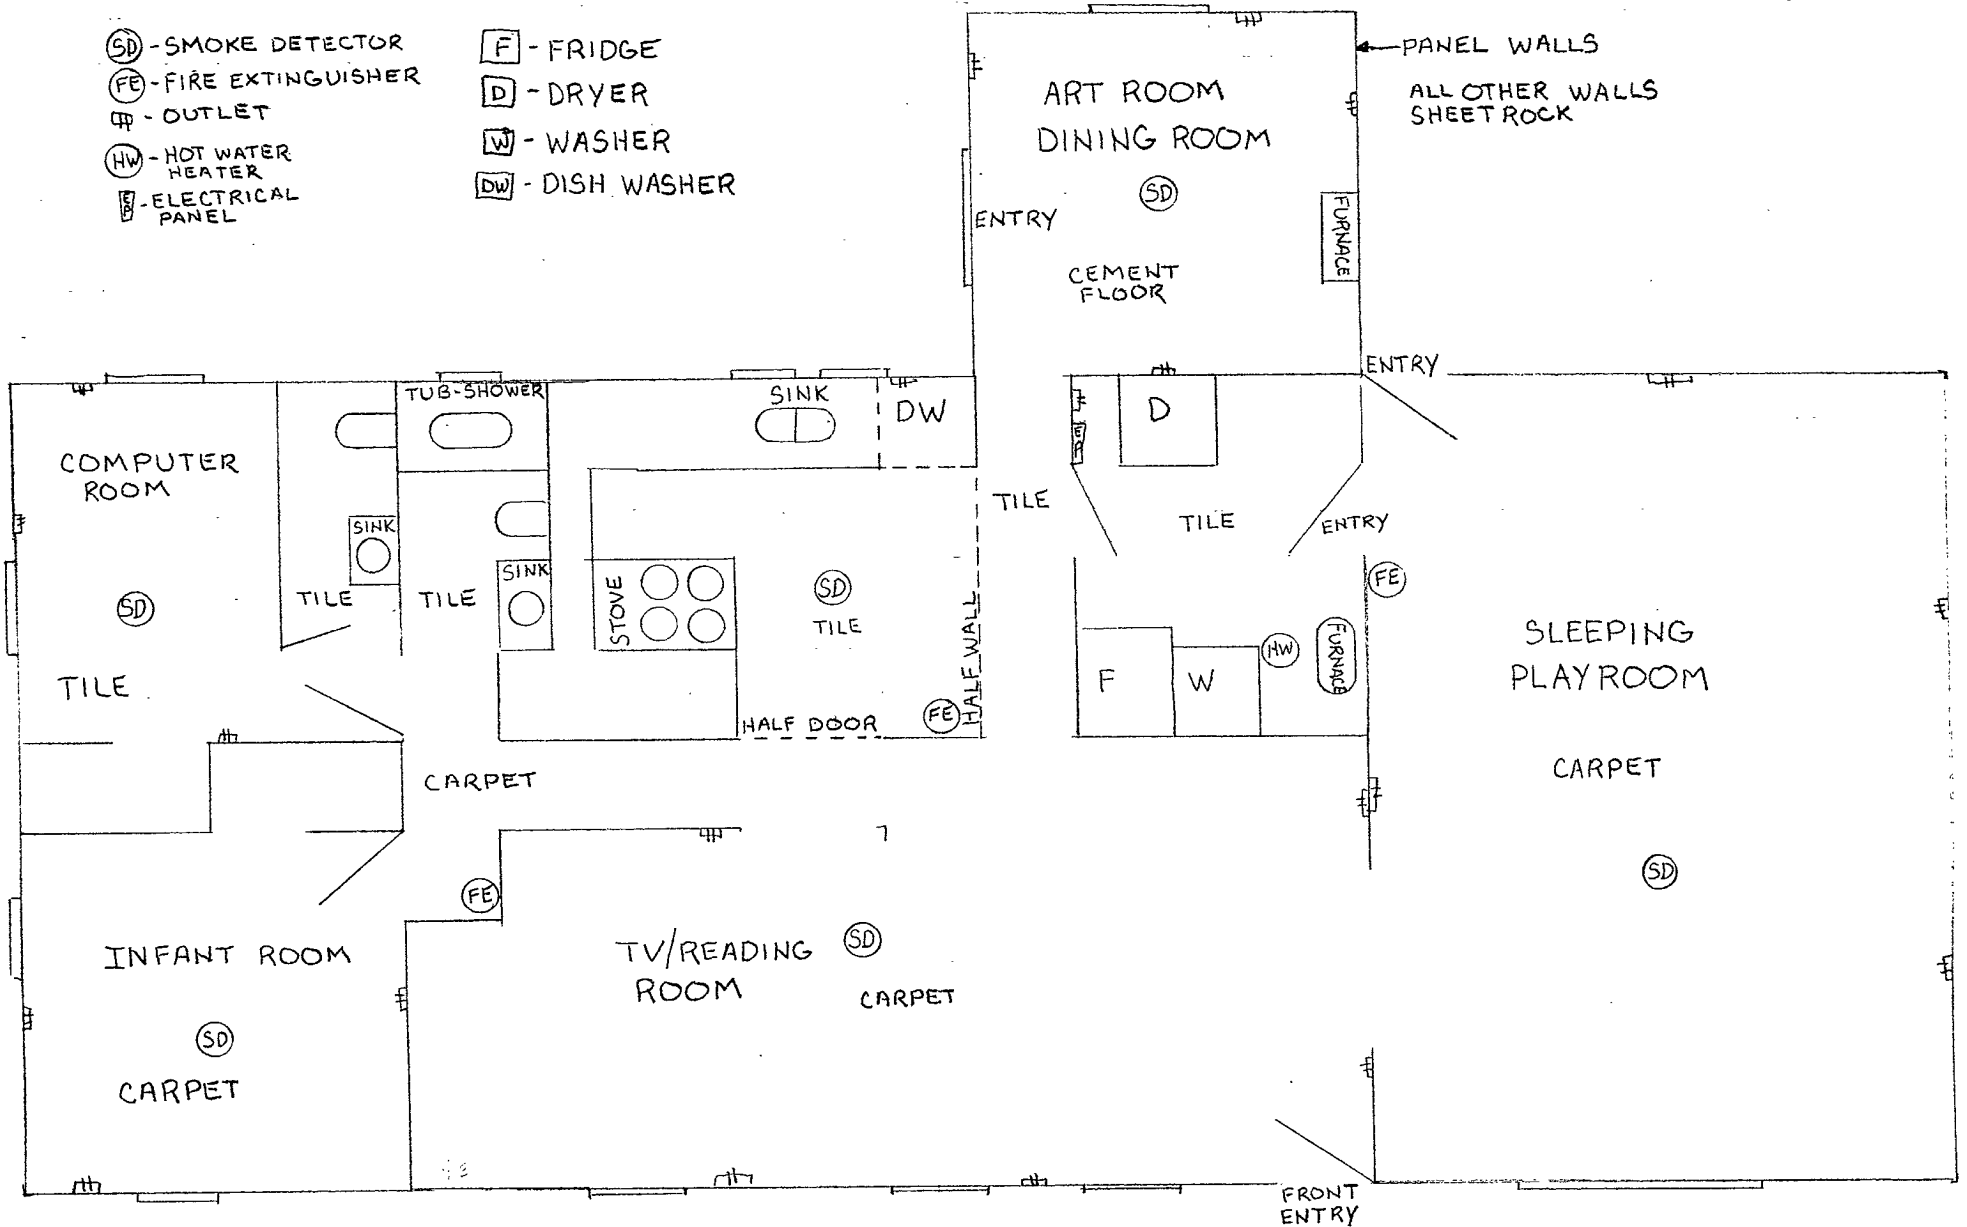 SD - SMOKE DETECTOR
FE - FIRE EXTINGUISHER
- OUTLET
HW - HOT WATER
HEATER
EP - ELECTRICAL
PANEL
F - FRIDGE
D - DRYER
W - WASHER
DW - DISH WASHER
PANEL WALLS
ALL OTHER WALLS
SHEET ROCK
ART ROOM
DINING ROOM
SD
ENTRY
FURNACE
CEMENT
FLOOR
ENTRY
TUB-SHOWER
SINK
DW
D
EP
COMPUTER
ROOM
SINK
TILE
TILE
ENTRY
SINK
STOVE
SD
TILE
HALF WALL
FE
SD
TILE
TILE
TILE
F
W
HW
FURNACE
SLEEPING
PLAYROOM
HALF DOOR
FE
CARPET
CARPET
SD
FE
INFANT ROOM
TV/READING
ROOM
SD
CARPET
SD
CARPET
FRONT
ENTRY